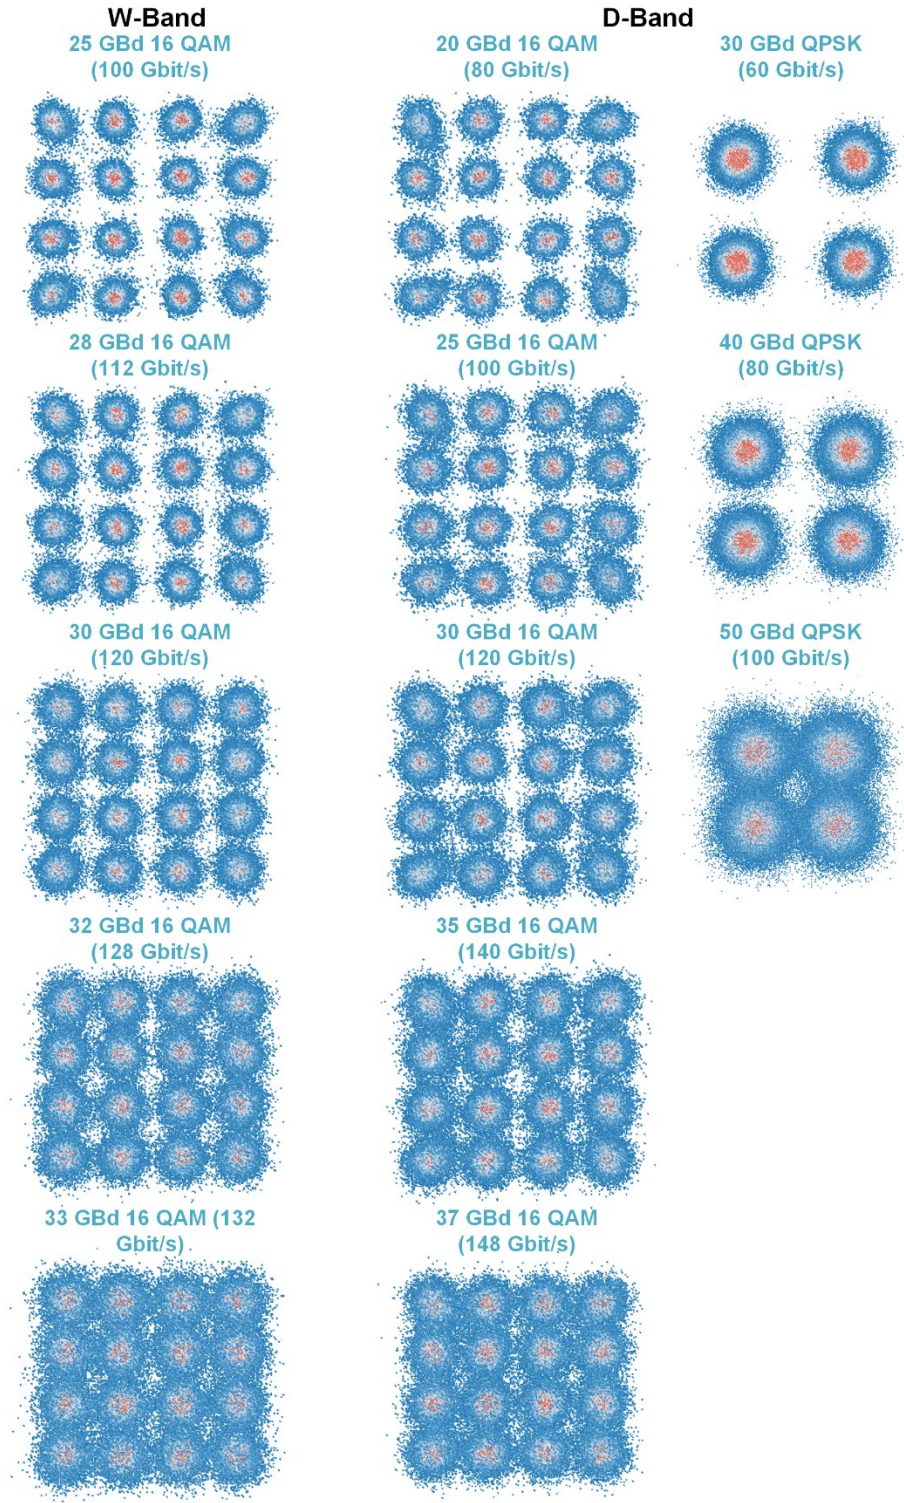 W-Band
D-Band
25 GBd 16 QAM
(100 Gbit/s)
20 GBd 16 QAM
(80 Gbit/s)
30 GBd QPSK
(60 Gbit/s)
28 GBd 16 QAM
(112 Gbit/s)
25 GBd 16 QAM
(100 Gbit/s)
40 GBd QPSK
(80 Gbit/s)
30 GBd 16 QAM
(120 Gbit/s)
30 GBd 16 QAM
(120 Gbit/s)
50 GBd QPSK
(100 Gbit/s)
32 GBd 16 QAM
(128 Gbit/s)
35 GBd 16 QAM
(140 Gbit/s)
33 GBd 16 QAM (132
Gbit/s)
37 GBd 16 QAM
(148 Gbit/s)